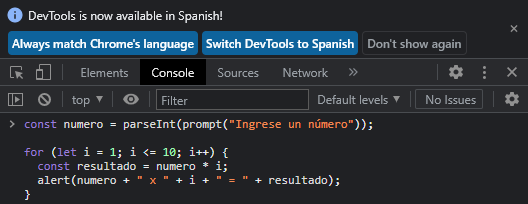 DevTools is now available in Spanish!
Always match Chrome's language Switch DevTools to Spanish Don't show again
Elements Console Sources Network »
top ▼ Filter Default levels ▼ No Issues
> const numero = parseInt(prompt("Ingrese un número"));
for (let i = 1; i <= 10; i++) {
  const resultado = numero * i;
  alert(numero + " x " + i + " = " + resultado);
}